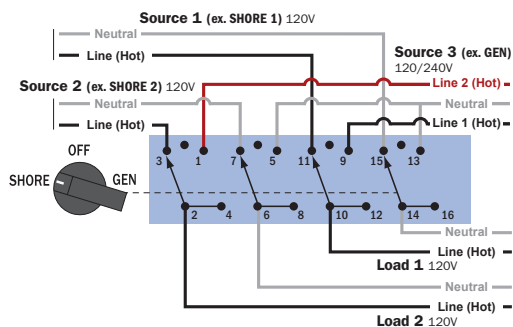 Source 1 (ex. SHORE 1) 120V
Neutral
Line (Hot)
Source 3 (ex. GEN)
120/240V
Source 2 (ex. SHORE 2) 120V
Line 2 (Hot)
Neutral
Neutral
Line (Hot)
Line 1 (Hot)
3 1 7 5 11 9 15 13
OFF
SHORE GEN
2 4 6 8 10 12 14 16
Neutral
Line (Hot)
Load 1 120V
Neutral
Line (Hot)
Load 2 120V